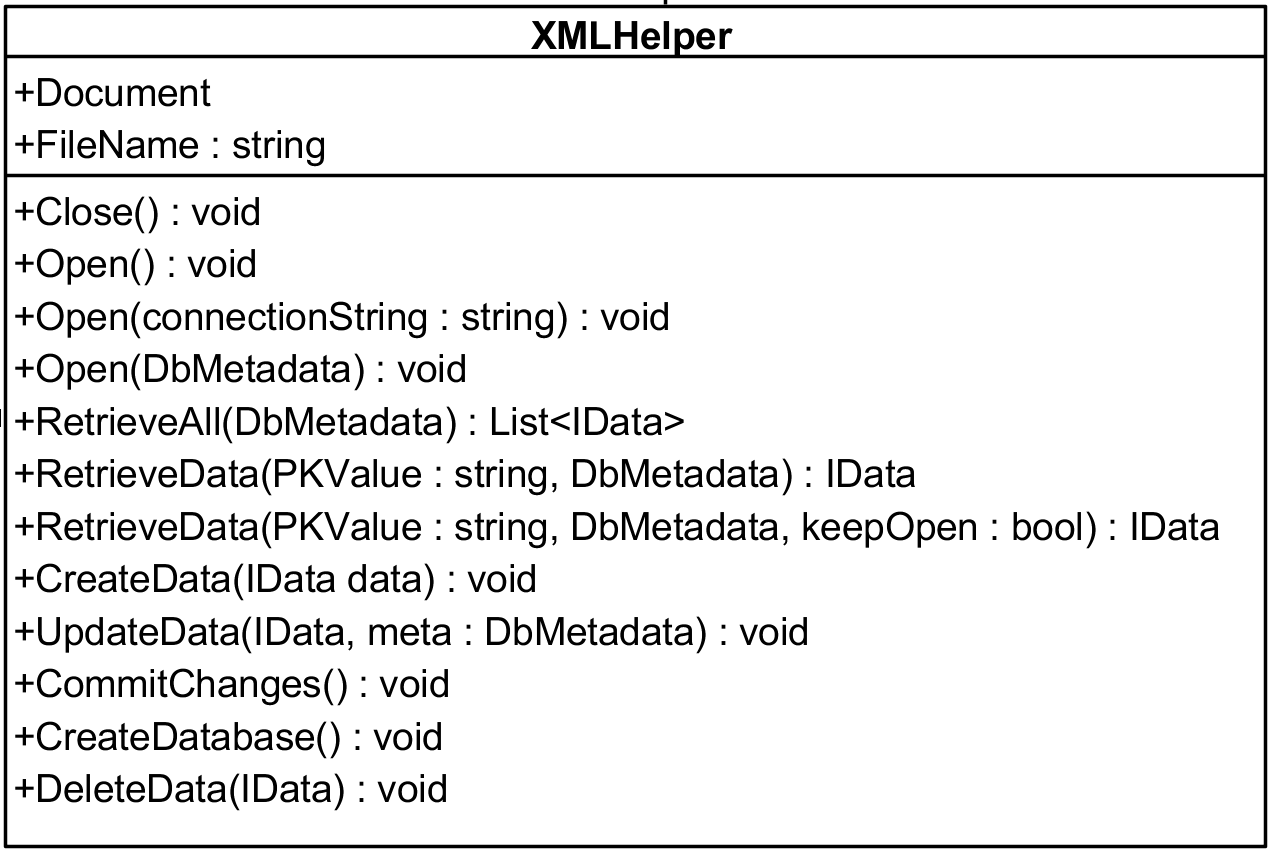 XMLHelper
+Document
+FileName : string
+Close() : void
+Open() : void
+Open(connectionString : string) : void
+Open(DbMetadata) : void
+RetrieveAll(DbMetadata) : List<IData>
+RetrieveData(PKValue : string, DbMetadata) : IData
+RetrieveData(PKValue : string, DbMetadata, keepOpen : bool) : IData
+CreateData(IData data) : void
+UpdateData(IData, meta : DbMetadata) : void
+CommitChanges() : void
+CreateDatabase() : void
+DeleteData(IData) : void